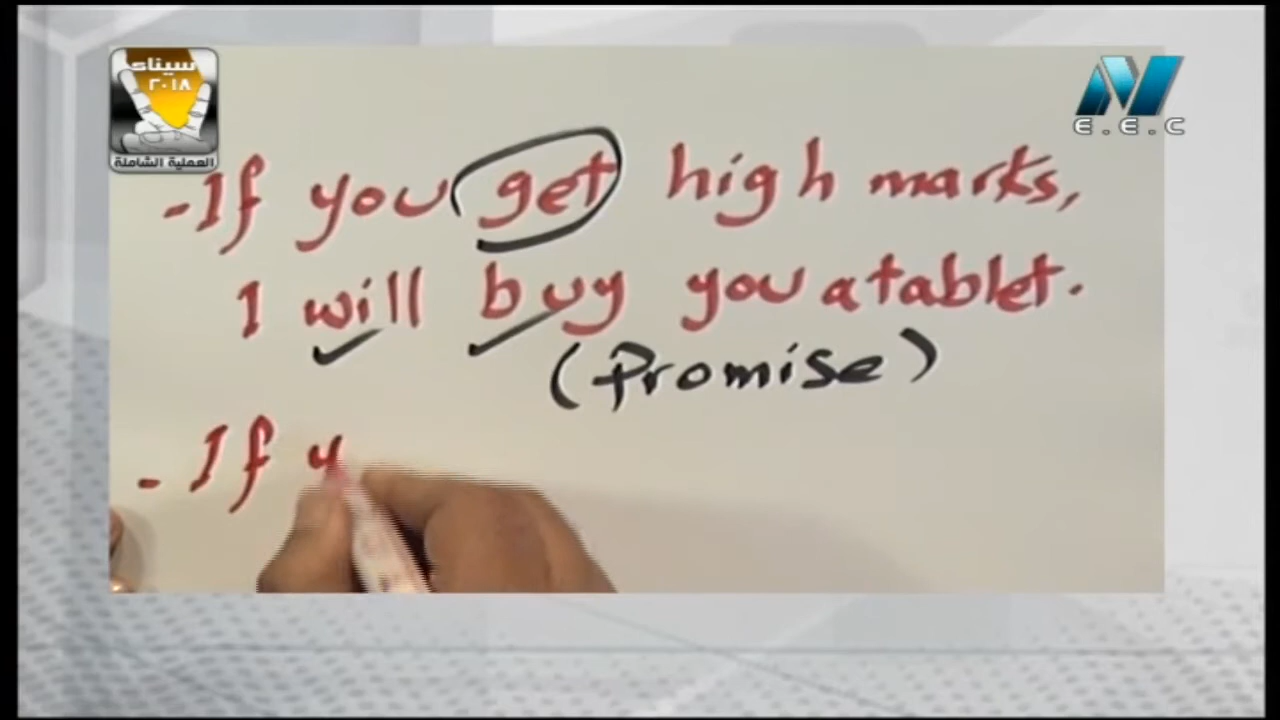 سيناء
٢٠١٨
العملية الشاملة
N
E.E.C
-If you get high marks,
I will buy you a tablet.
(Promise)
- If y